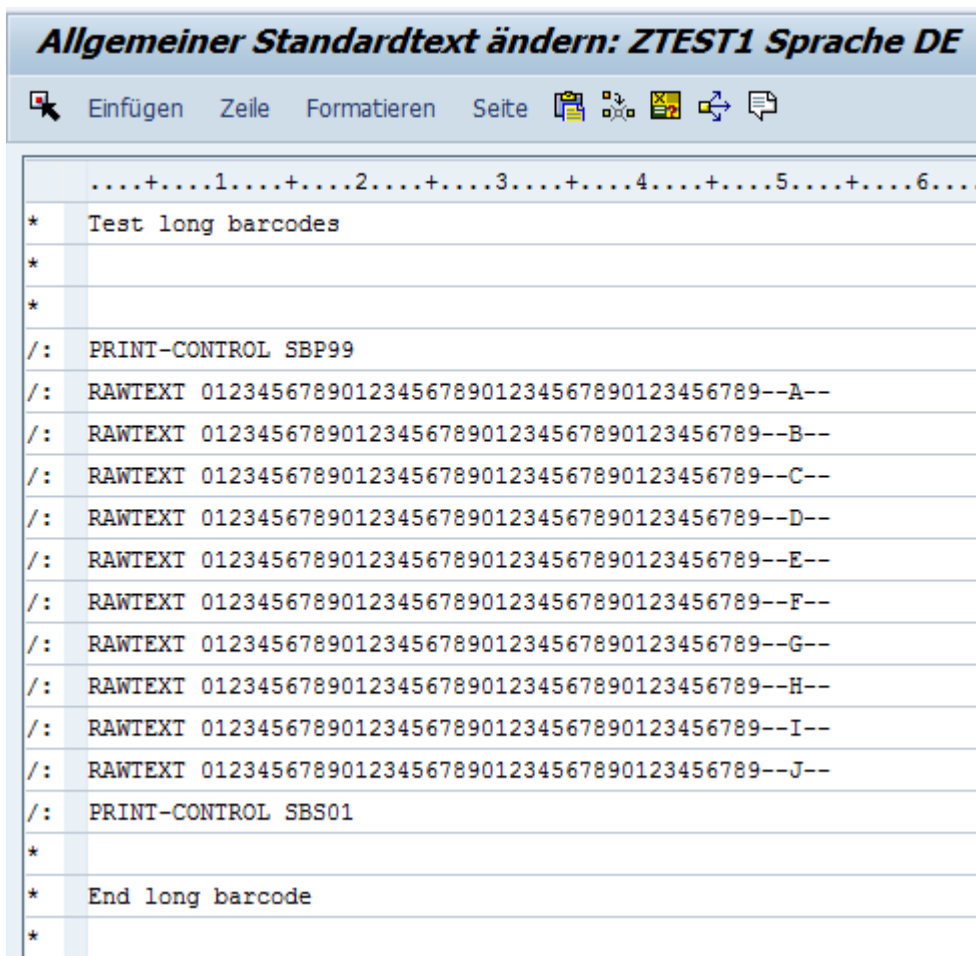 Allgemeiner Standardtext ändern: ZTEST1 Sprache DE
Einfügen Zeile Formatieren Seite
....+....1....+....2....+....3....+....4....+....5....+....6....
* Test long barcodes
*
*
/: PRINT-CONTROL SBP99
/: RAWTEXT 0123456789012345678901234567890123456789--A--
/: RAWTEXT 0123456789012345678901234567890123456789--B--
/: RAWTEXT 0123456789012345678901234567890123456789--C--
/: RAWTEXT 0123456789012345678901234567890123456789--D--
/: RAWTEXT 0123456789012345678901234567890123456789--E--
/: RAWTEXT 0123456789012345678901234567890123456789--F--
/: RAWTEXT 0123456789012345678901234567890123456789--G--
/: RAWTEXT 0123456789012345678901234567890123456789--H--
/: RAWTEXT 0123456789012345678901234567890123456789--I--
/: RAWTEXT 0123456789012345678901234567890123456789--J--
/: PRINT-CONTROL SBS01
*
* End long barcode
*